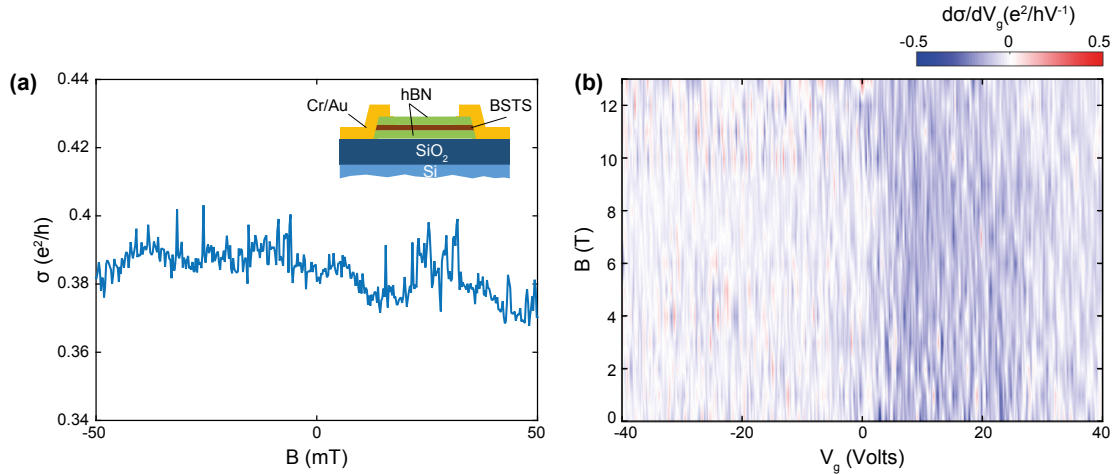 (a)
0.44
0.42
0.4
0.38
0.36
0.34
σ (e²/h)
-50
0
50
B (mT)
hBN
Cr/Au
BSTS
SiO₂
Si
dσ/dV_g(e²/hV⁻¹)
-0.5
0
0.5
(b)
12
10
8
6
4
2
0
B (T)
-40
-20
0
20
40
V_g (Volts)